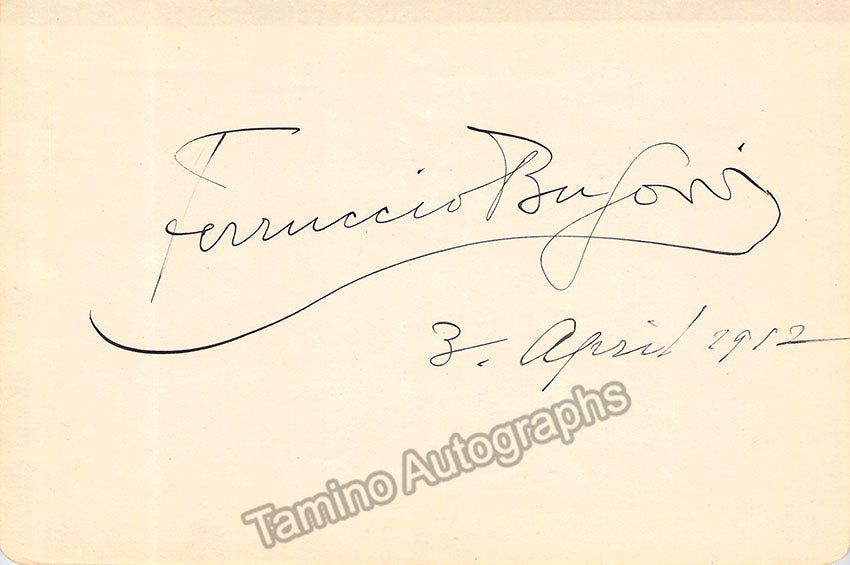 Ferruccio Busoni
3. April 1912
Tamino Autographs